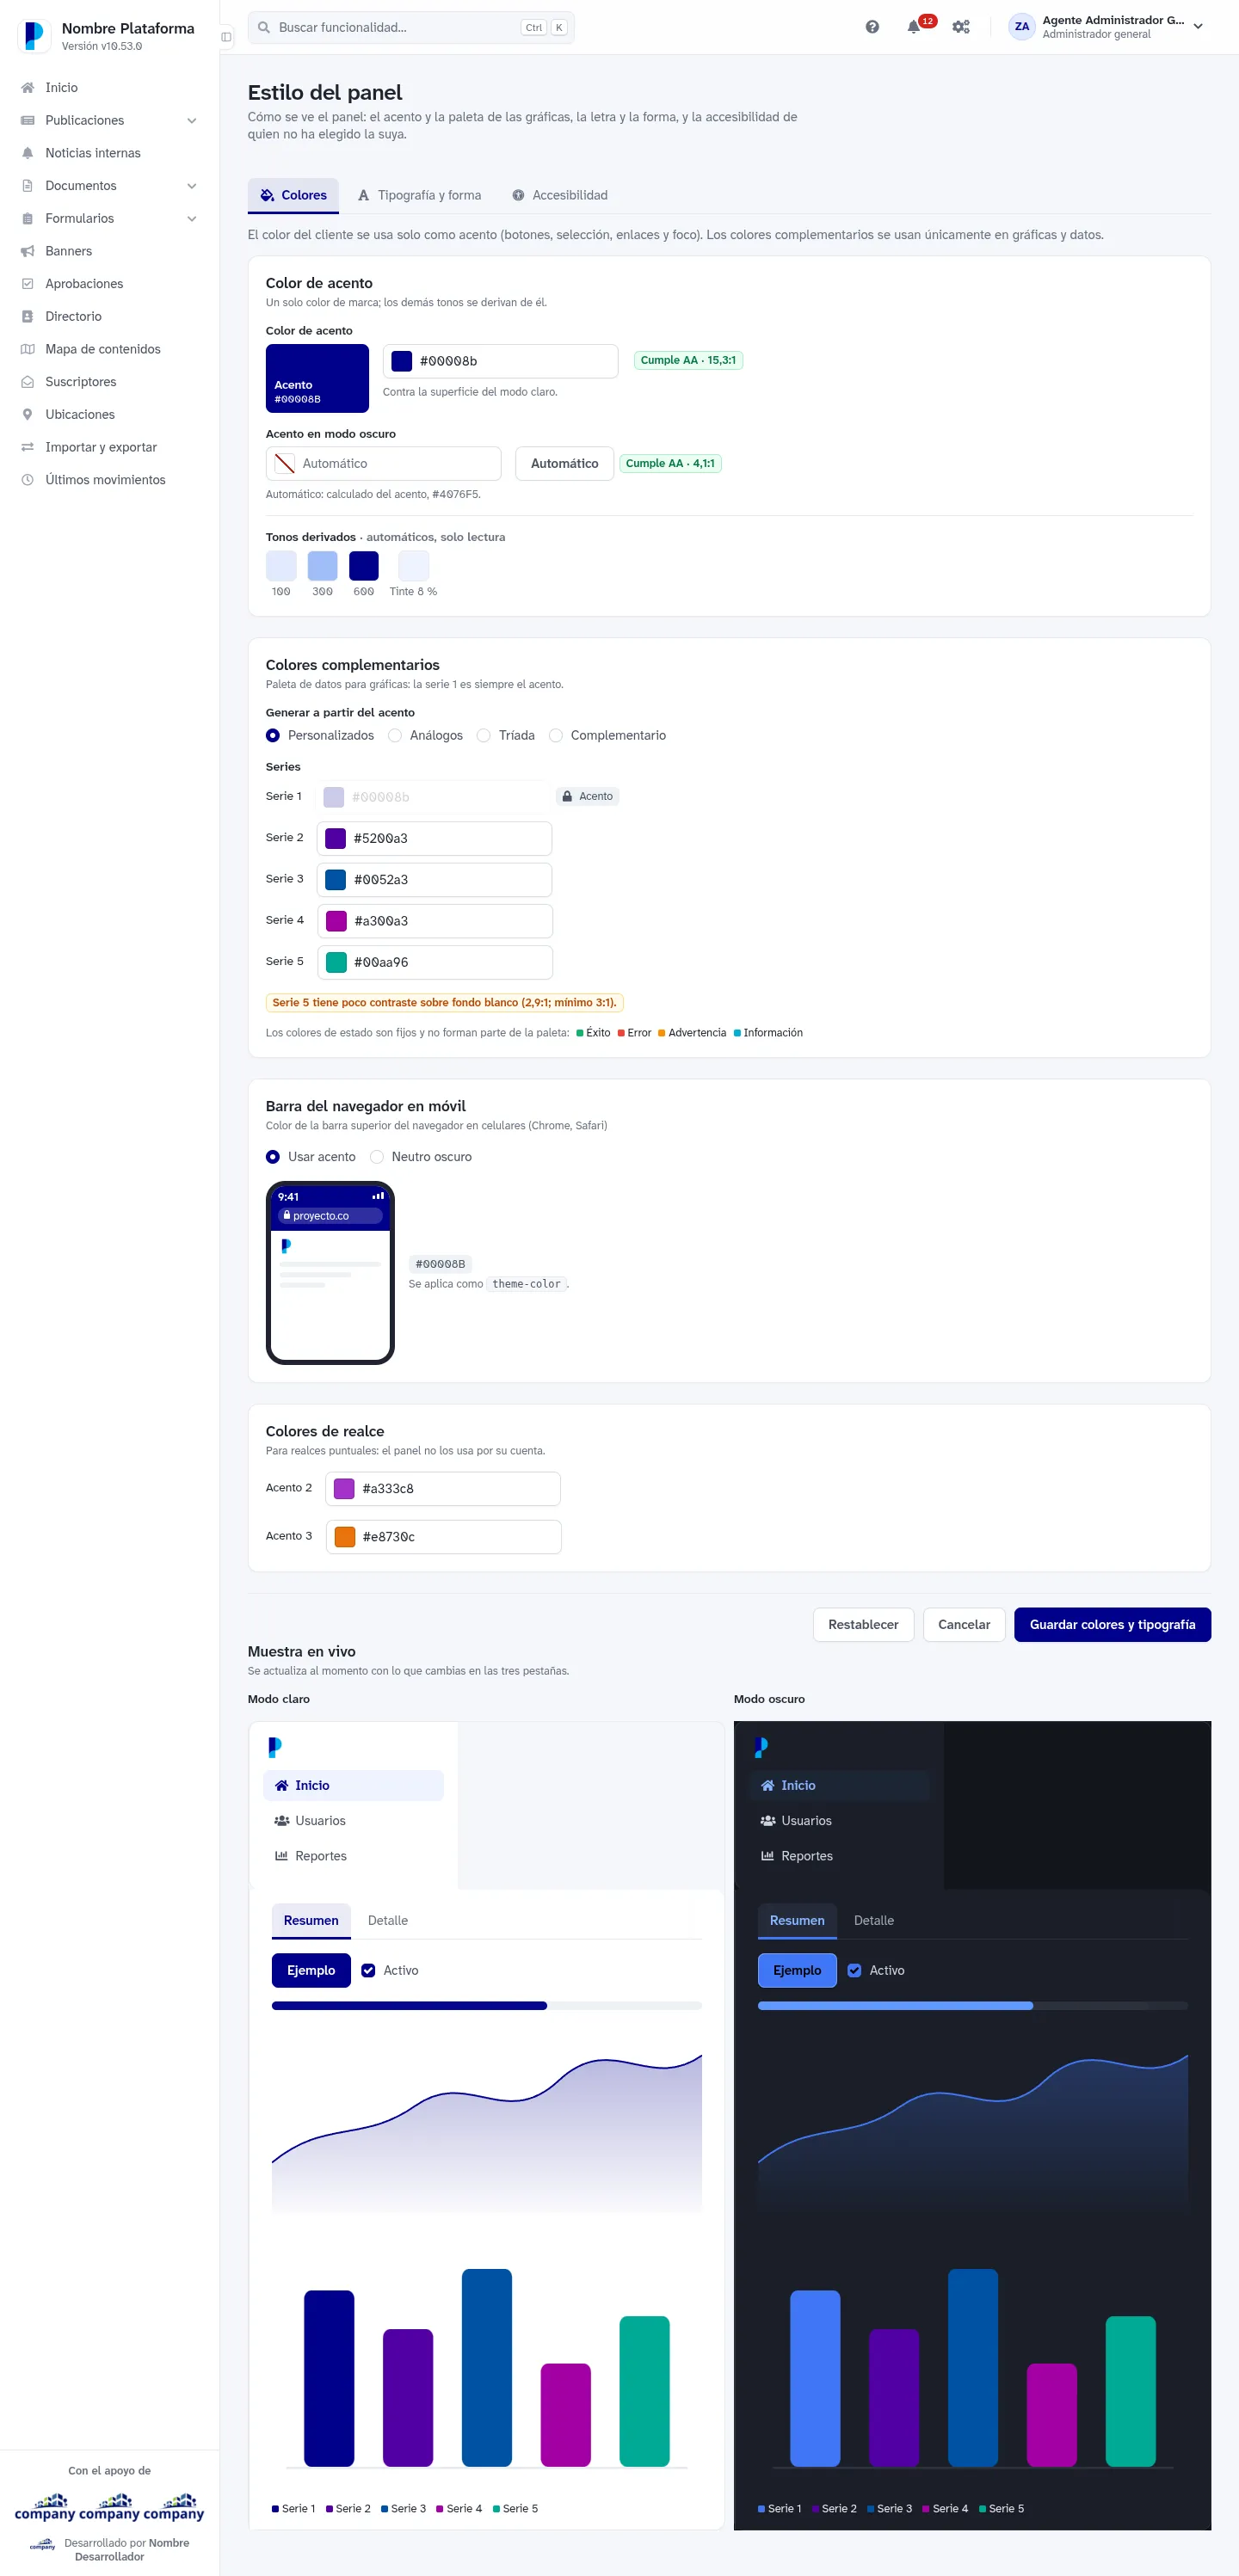 Nombre Plataforma
Versión v10.53.0
Buscar funcionalidad...
Ctrl K
12
ZA
Agente Administrador G...
Administrador general
Inicio
Publicaciones
Noticias internas
Documentos
Formularios
Banners
Aprobaciones
Directorio
Mapa de contenidos
Suscriptores
Ubicaciones
Importar y exportar
Últimos movimientos
Estilo del panel
Cómo se ve el panel: el acento y la paleta de las gráficas, la letra y la forma, y la accesibilidad de
quien no ha elegido la suya.
Colores
Tipografía y forma
Accesibilidad
El color del cliente se usa solo como acento (botones, selección, enlaces y foco). Los colores complementarios se usan únicamente en gráficas y datos.
Color de acento
Un solo color de marca; los demás tonos se derivan de él.
Color de acento
Acento
#00008B
#00008b
Cumple AA · 15,3:1
Contra la superficie del modo claro.
Acento en modo oscuro
Automático
Automático
Cumple AA · 4,1:1
Automático: calculado del acento, #4076F5.
Tonos derivados · automáticos, solo lectura
100
300
600
Tinte 8 %
Colores complementarios
Paleta de datos para gráficas: la serie 1 es siempre el acento.
Generar a partir del acento
Personalizados
Análogos
Tríada
Complementario
Series
Serie 1
#00008b
Acento
Serie 2
#5200a3
Serie 3
#0052a3
Serie 4
#a300a3
Serie 5
#00aa96
Serie 5 tiene poco contraste sobre fondo blanco (2,9:1; mínimo 3:1).
Los colores de estado son fijos y no forman parte de la paleta: Éxito Error Advertencia Información
Barra del navegador en móvil
Color de la barra superior del navegador en celulares (Chrome, Safari)
Usar acento
Neutro oscuro
9:41
proyecto.co
#00008B
Se aplica como theme-color.
Colores de realce
Para realces puntuales: el panel no los usa por su cuenta.
Acento 2
#a333c8
Acento 3
#e8730c
Restablecer
Cancelar
Guardar colores y tipografía
Muestra en vivo
Se actualiza al momento con lo que cambias en las tres pestañas.
Modo claro
Inicio
Usuarios
Reportes
Resumen
Detalle
Ejemplo
Activo
Serie 1 Serie 2 Serie 3 Serie 4 Serie 5
Modo oscuro
Inicio
Usuarios
Reportes
Resumen
Detalle
Ejemplo
Activo
Serie 1 Serie 2 Serie 3 Serie 4 Serie 5
Con el apoyo de
company company company
company
Desarrollado por Nombre
Desarrollador